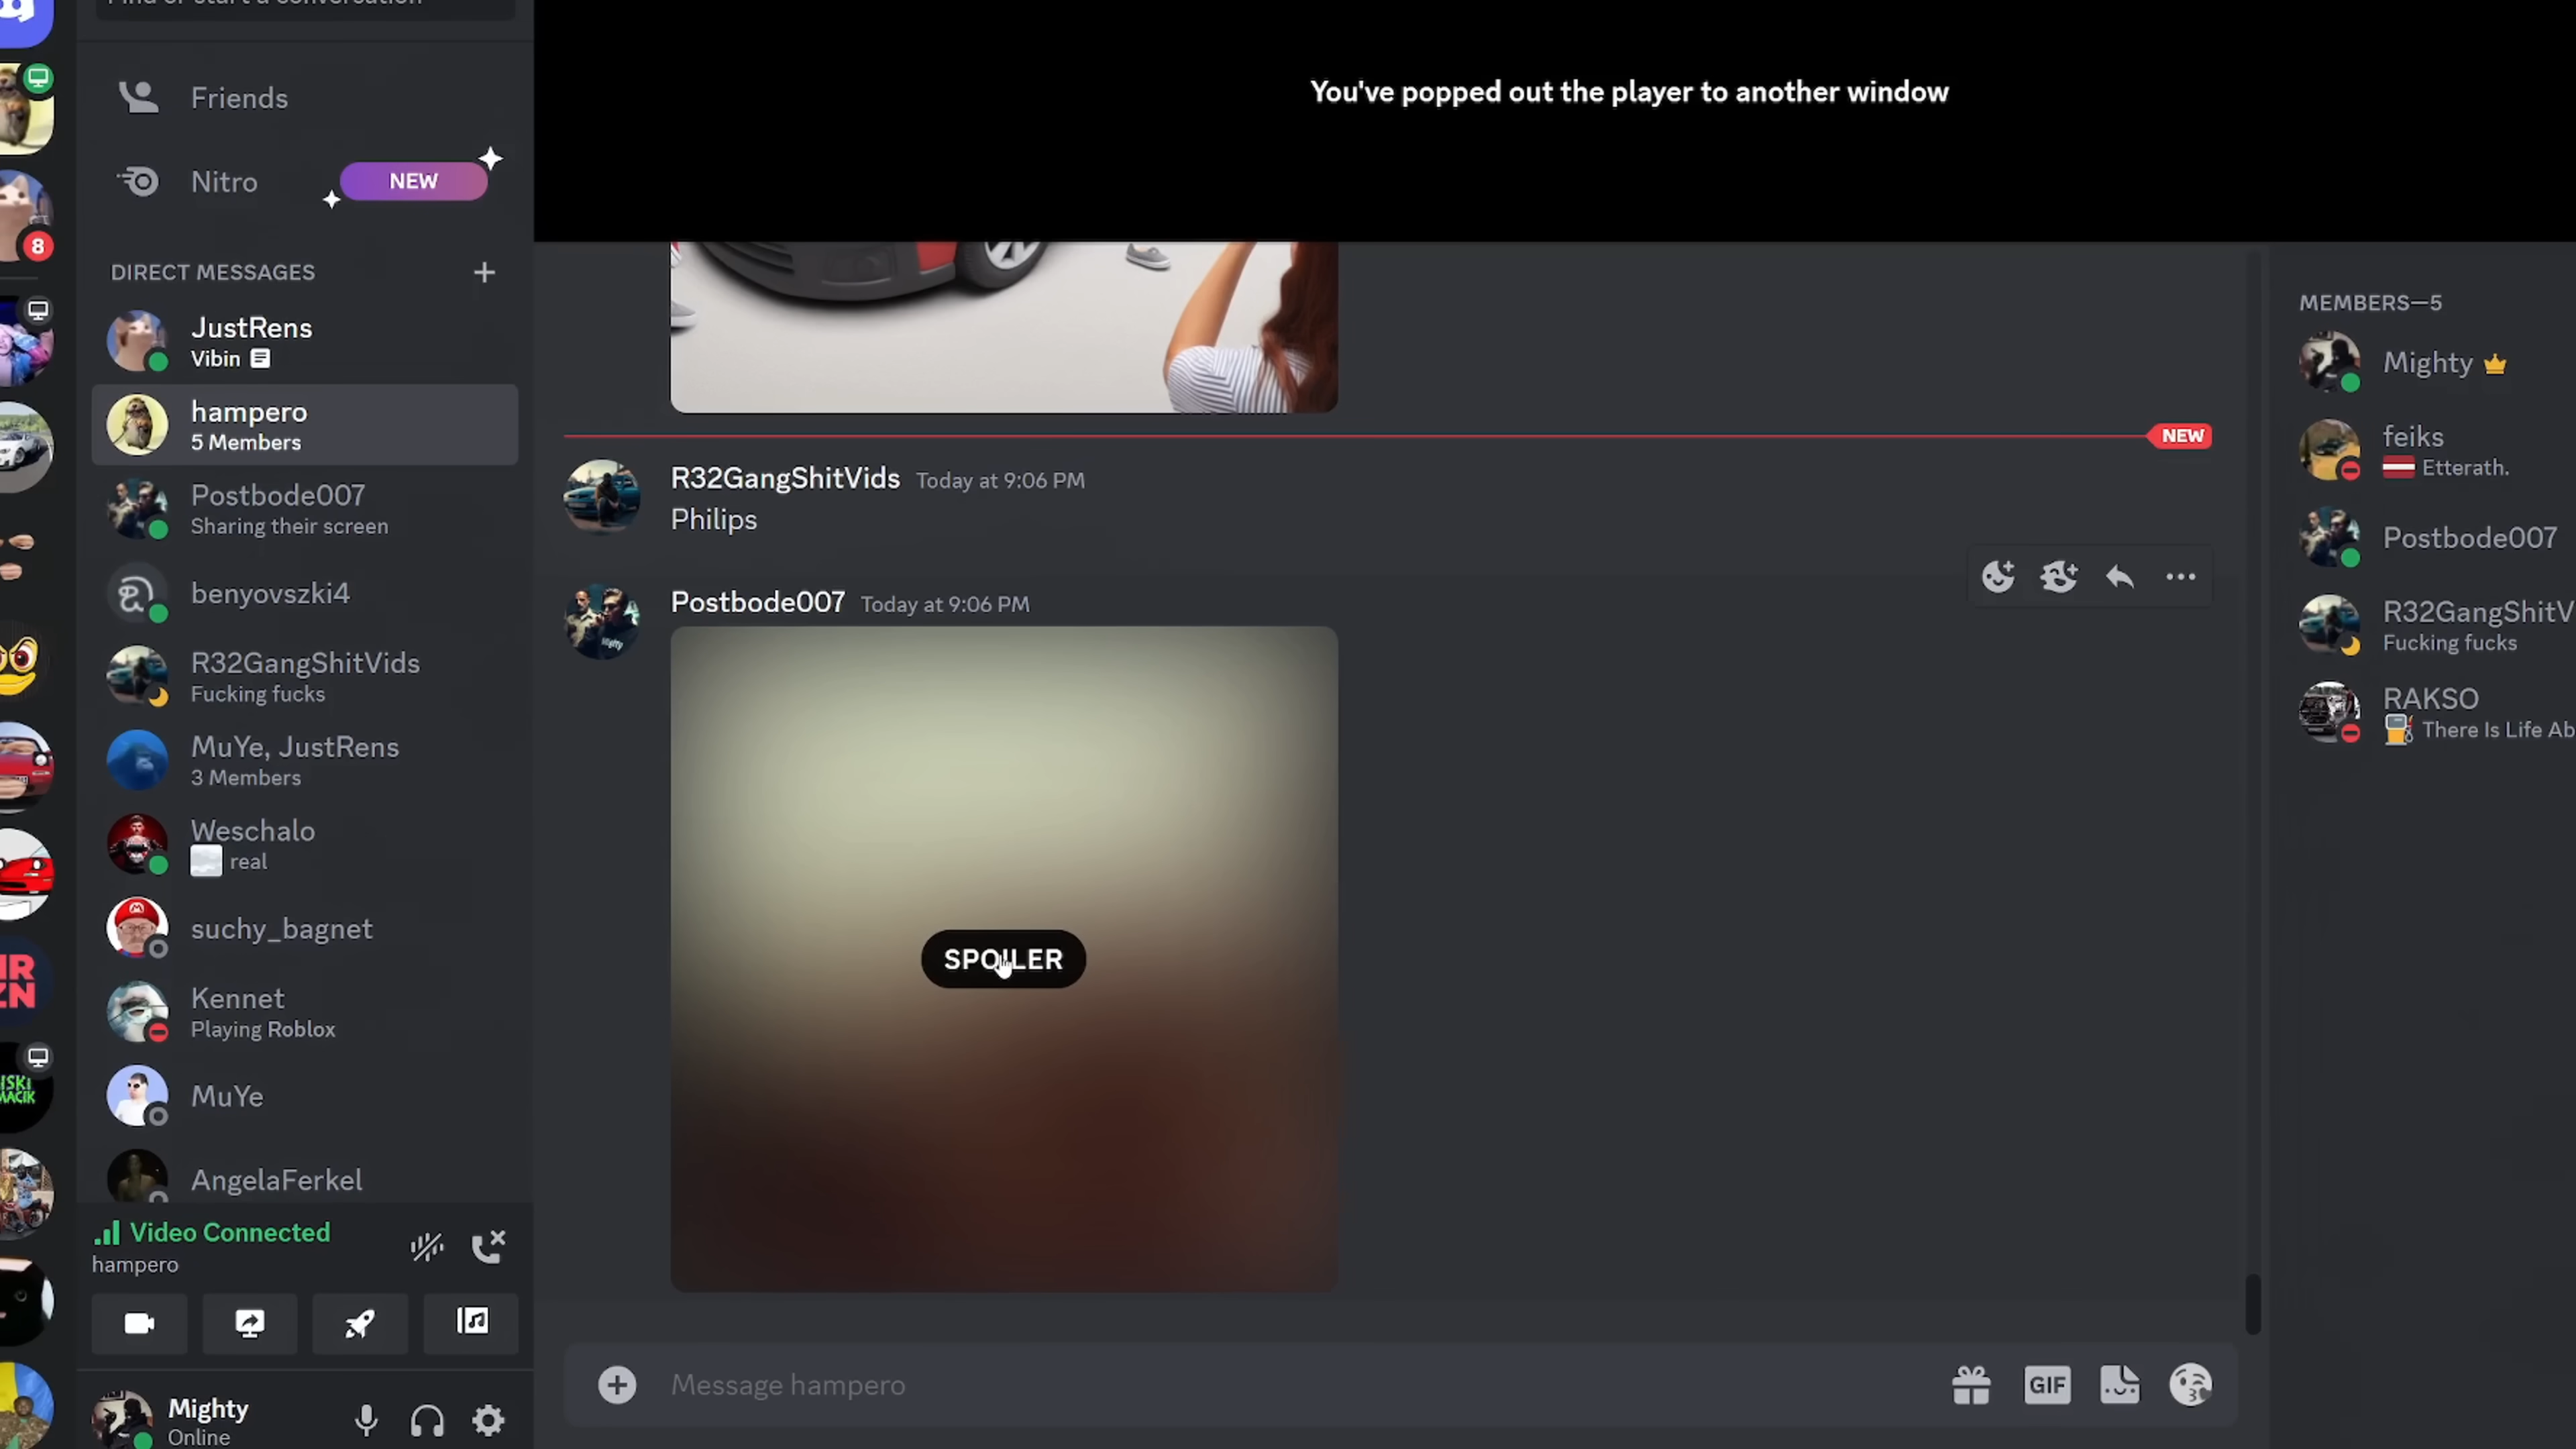 Find or start a conversation
Friends
Nitro
NEW
DIRECT MESSAGES
JustRens
Vibin
hampero
5 Members
Postbode007
Sharing their screen
benyovszki4
R32GangShitVids
Fucking fucks
MuYe, JustRens
3 Members
Weschalo
real
suchy_bagnet
Kennet
Playing Roblox
MuYe
AngelaFerkel
Video Connected
hampero
Mighty
Online
8
You've popped out the player to another window
NEW
R32GangShitVids Today at 9:06 PM
Philips
Postbode007 Today at 9:06 PM
SPOILER
Message hampero
GIF
MEMBERS—5
Mighty
feiks
Etterath.
Postbode007
R32GangShitV
Fucking fucks
RAKSO
There Is Life Ab